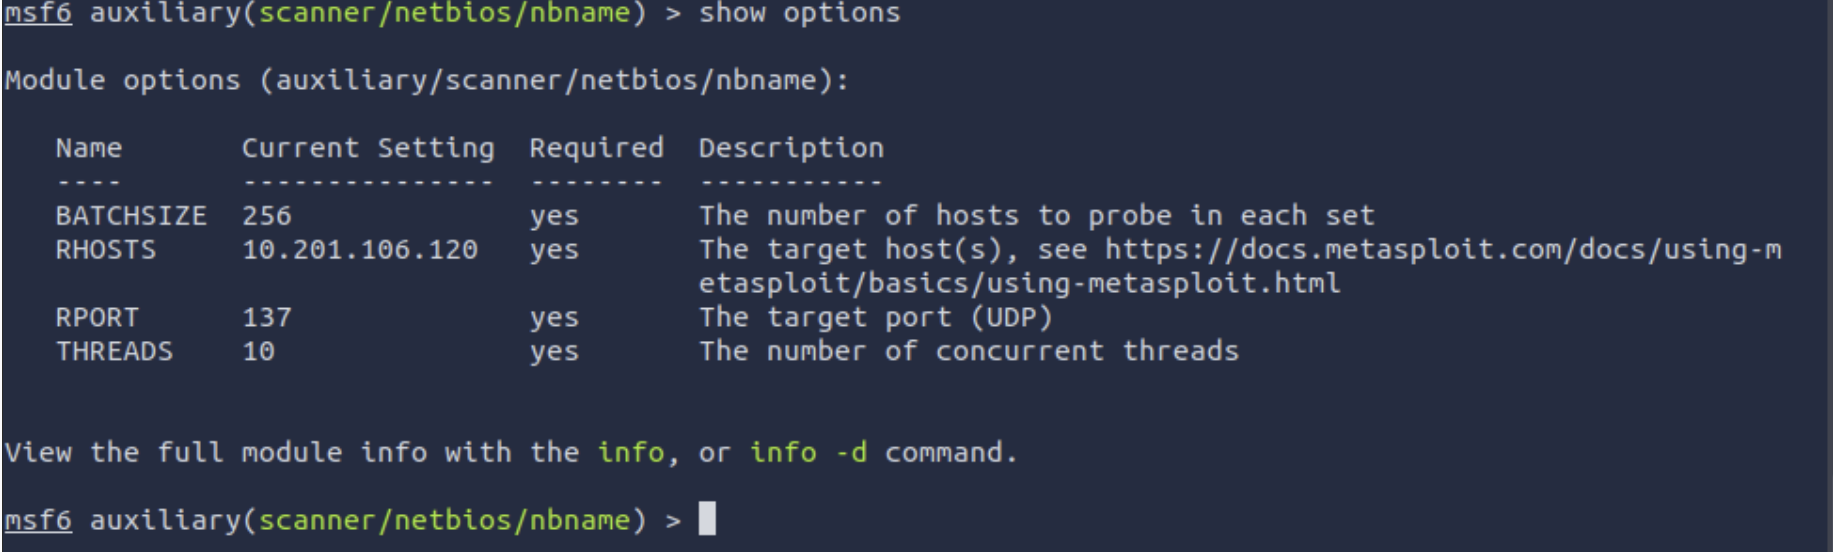 msf6 auxiliary(scanner/netbios/nbname) > show options
Module options (auxiliary/scanner/netbios/nbname):
Name Current Setting Required Description
---- --------------- -------- -----------
BATCHSIZE 256 yes The number of hosts to probe in each set
RHOSTS 10.201.106.120 yes The target host(s), see https://docs.metasploit.com/docs/using-m
etasploit/basics/using-metasploit.html
RPORT 137 yes The target port (UDP)
THREADS 10 yes The number of concurrent threads
View the full module info with the info, or info -d command.
msf6 auxiliary(scanner/netbios/nbname) >